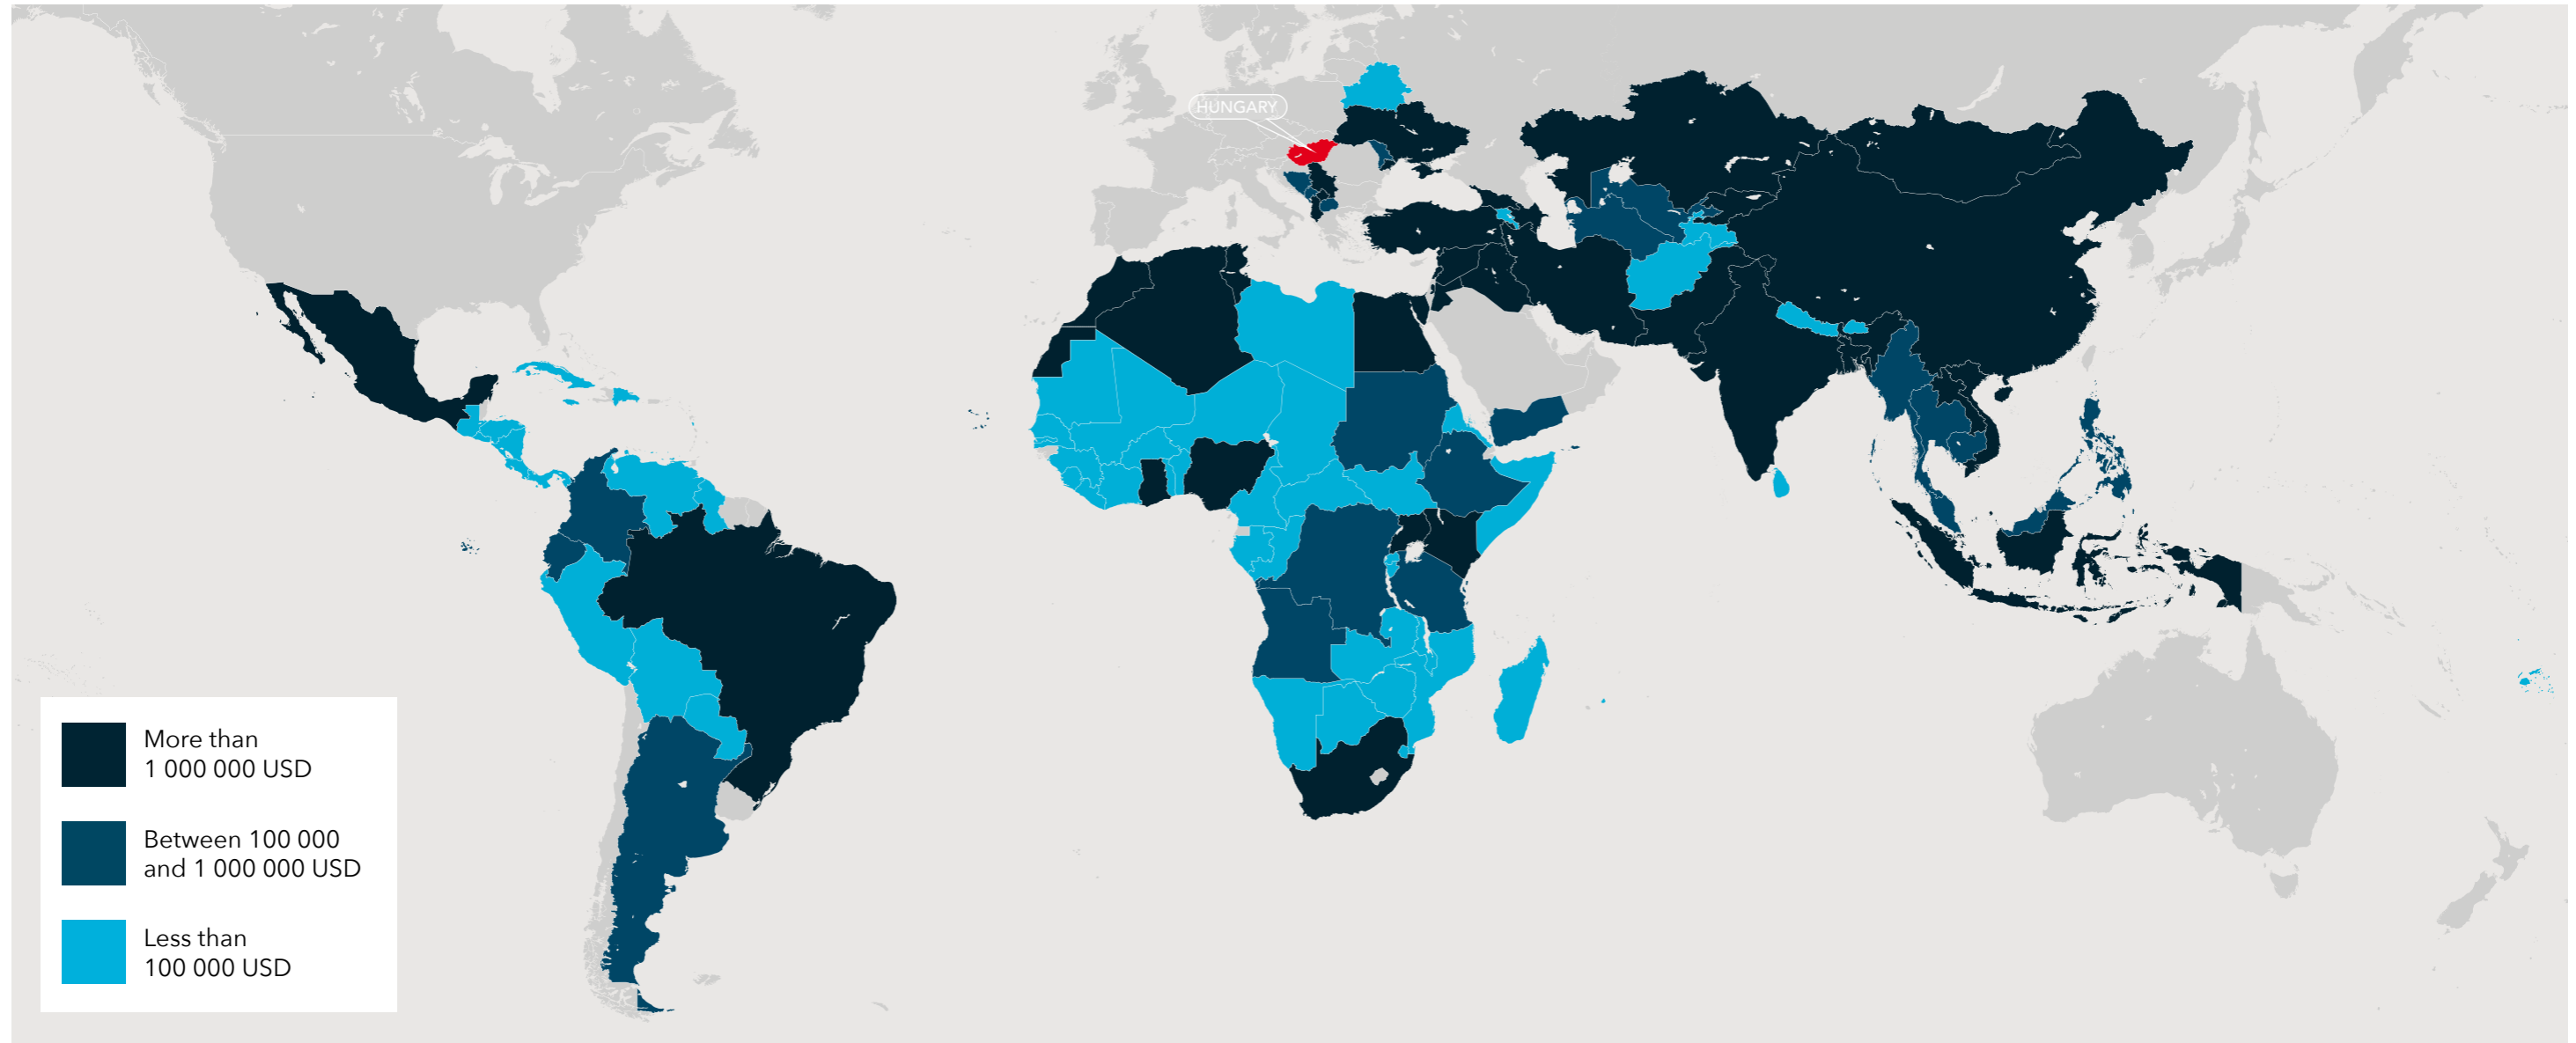 HUNGARY
More than
1 000 000 USD
Between 100 000
and 1 000 000 USD
Less than
100 000 USD